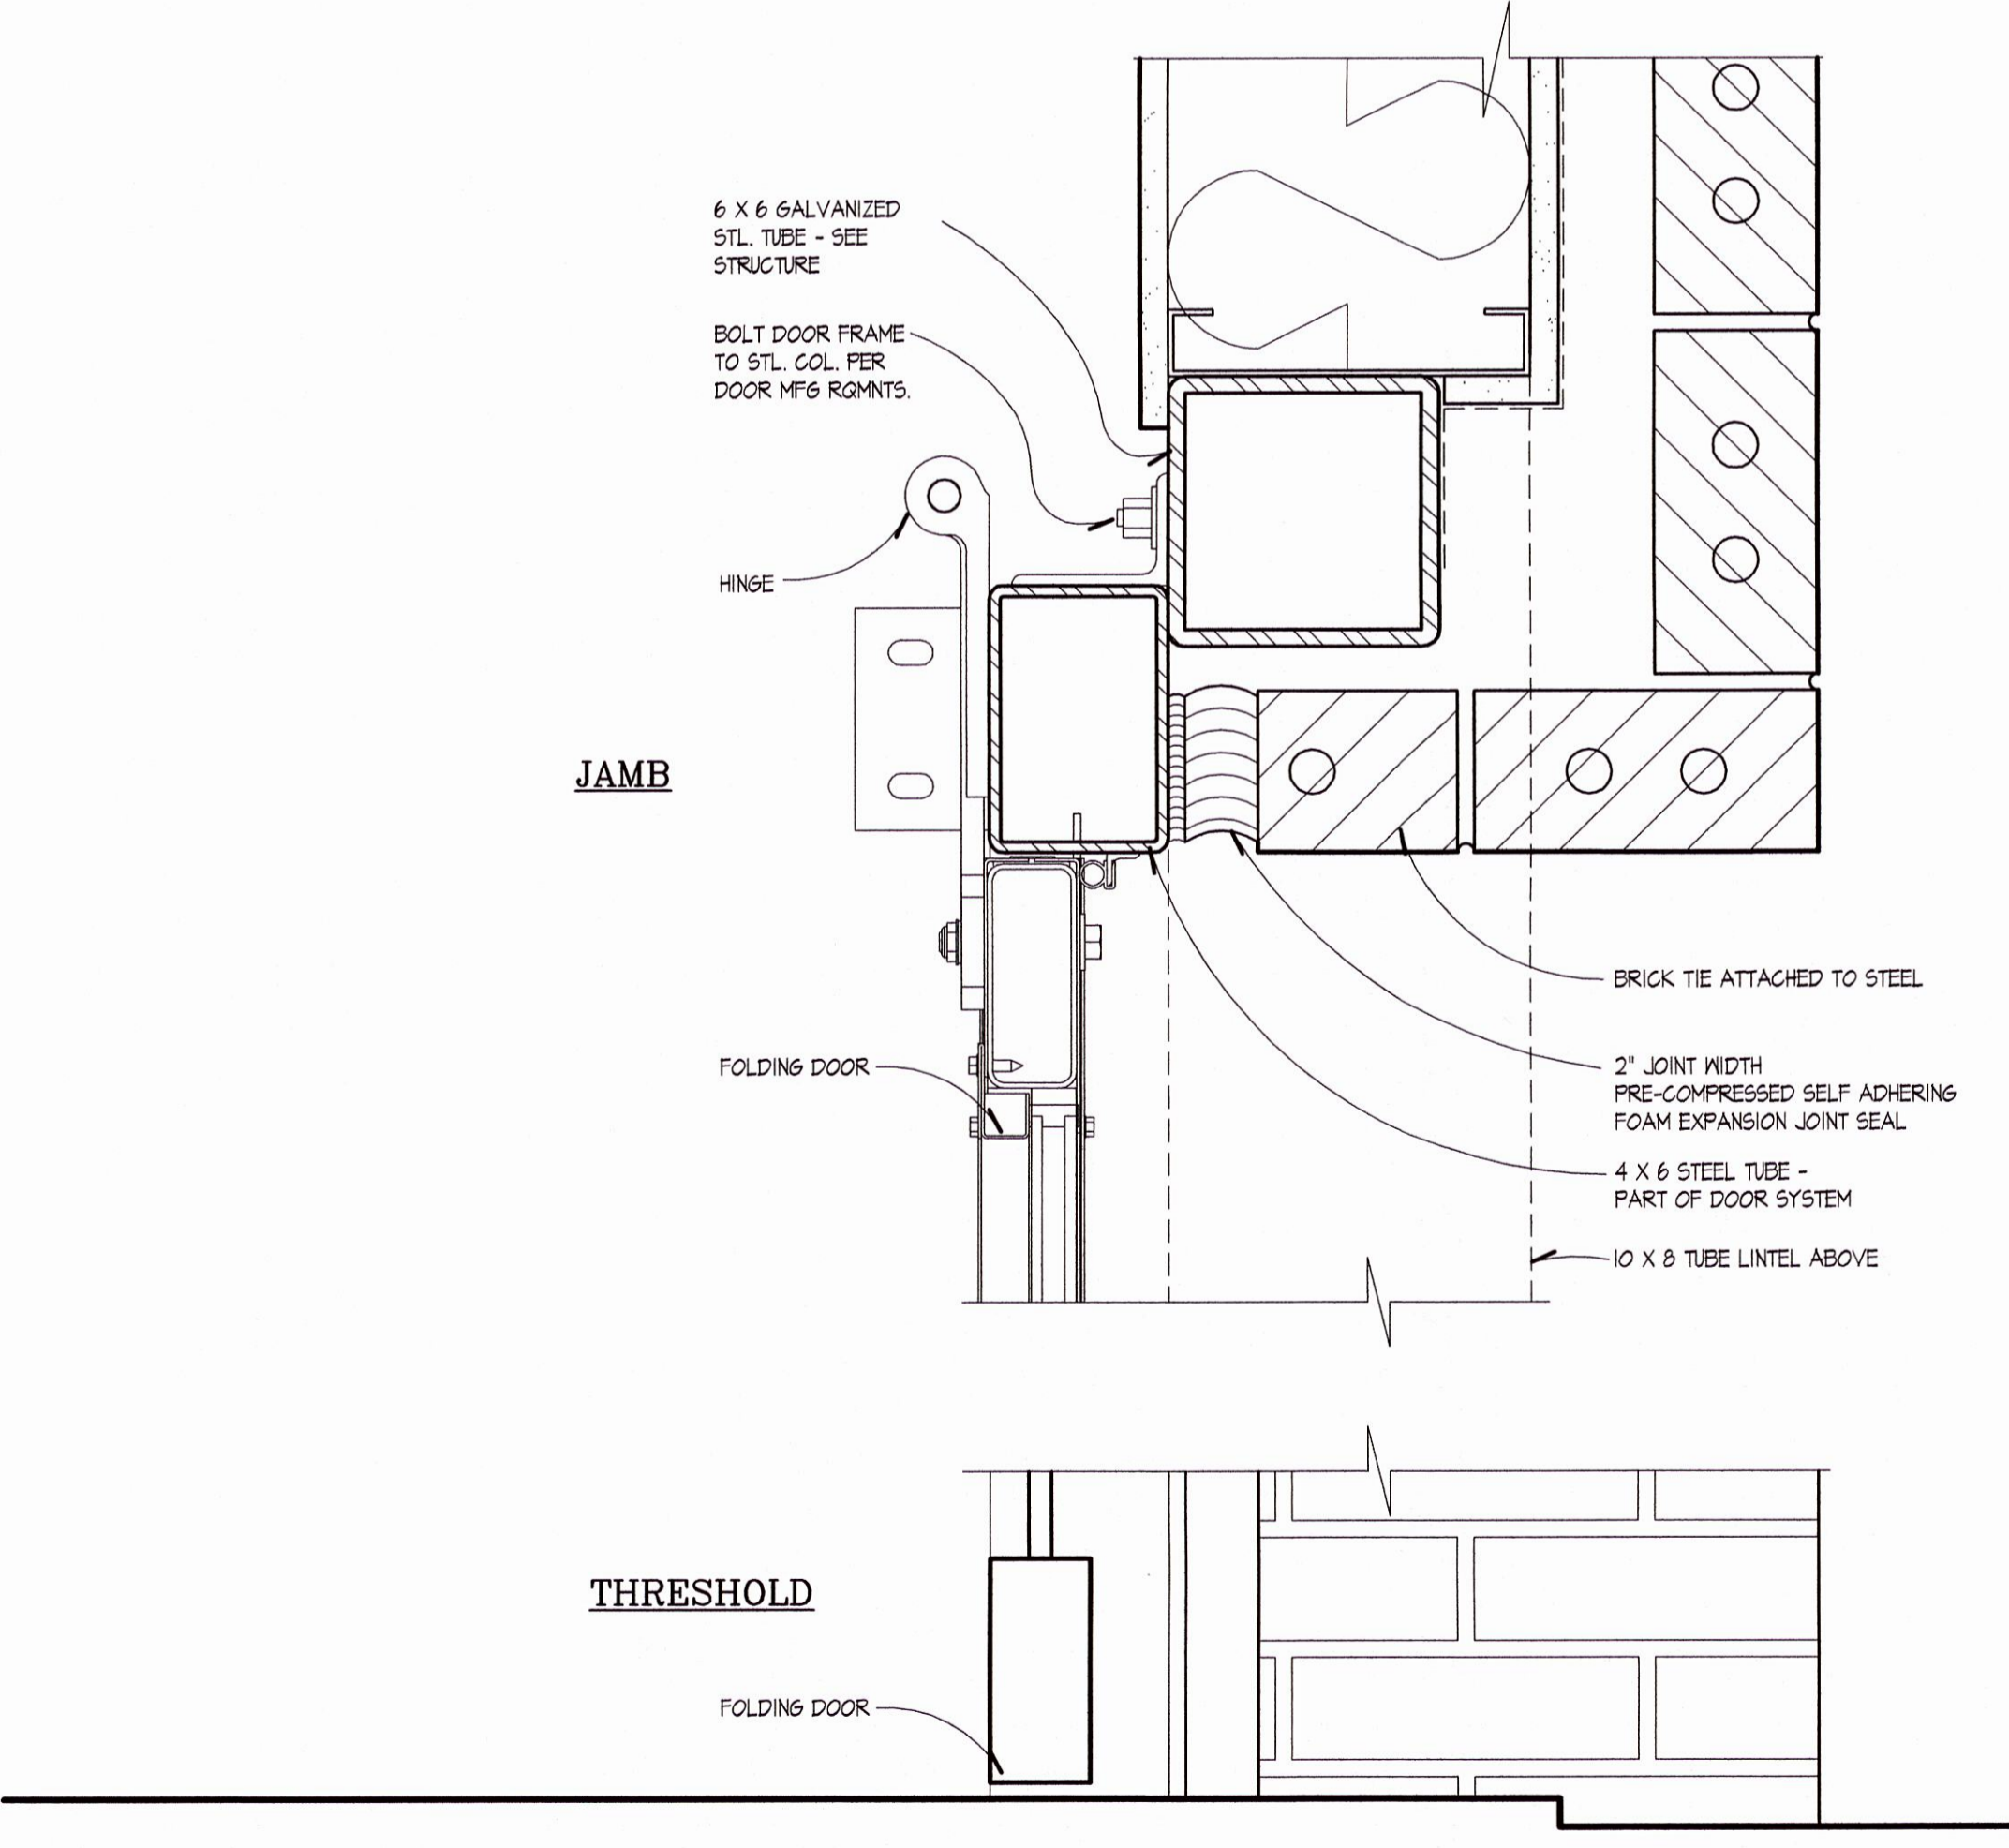 6 X 6 GALVANIZED
STL. TUBE - SEE
STRUCTURE
BOLT DOOR FRAME
TO STL. COL. PER
DOOR MFG RQMNTS.
HINGE
JAMB
BRICK TIE ATTACHED TO STEEL
FOLDING DOOR
2" JOINT WIDTH
PRE-COMPRESSED SELF ADHERING
FOAM EXPANSION JOINT SEAL
4 X 6 STEEL TUBE -
PART OF DOOR SYSTEM
10 X 8 TUBE LINTEL ABOVE
THRESHOLD
FOLDING DOOR